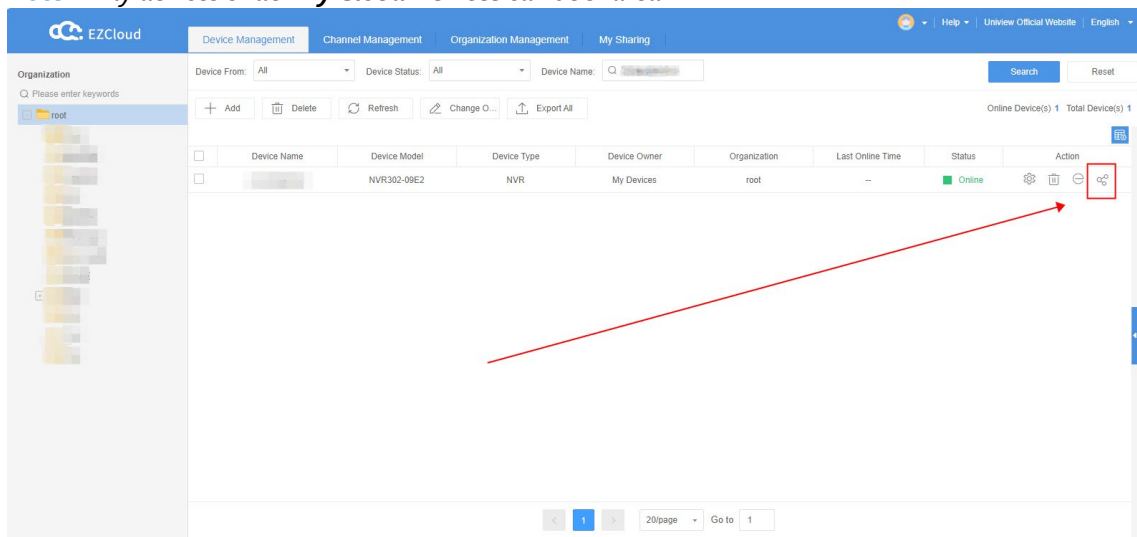 EZCloud
Device Management Channel Management Organization Management My Sharing
Help Uniview Official Website English
Organization
Please enter keywords
root
Device From: All Device Status: All Device Name: Search Reset
Add Delete Refresh Change O... Export All Online Device(s) 1 Total Device(s) 1
Device Name Device Model Device Type Device Owner Organization Last Online Time Status Action
NVR302-09E2 NVR My Devices root -- Online
< 1 > 20/page Go to 1